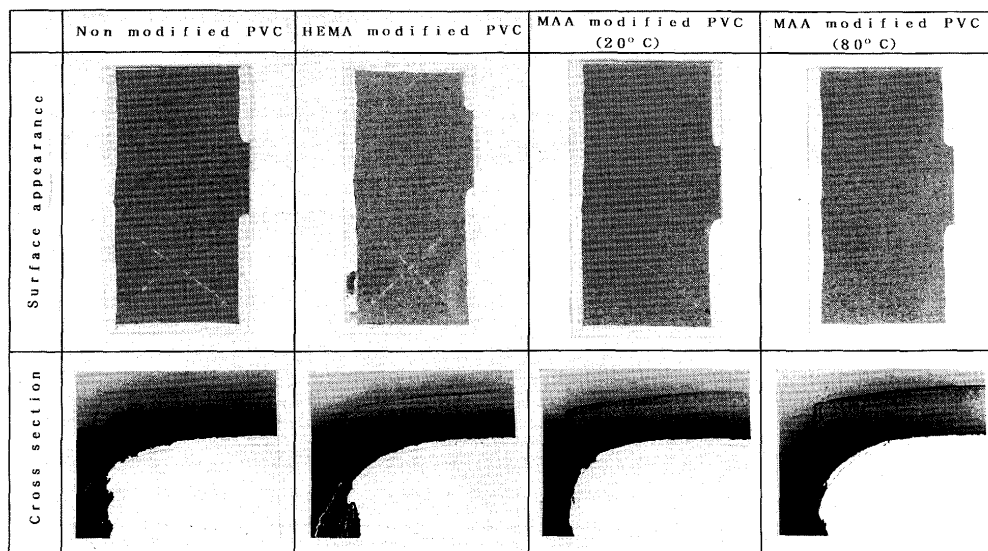 Non modified PVC
HEMA modified PVC
MAA modified PVC
(20° C)
MAA modified PVC
(80° C)
Surface appearance
Cross section